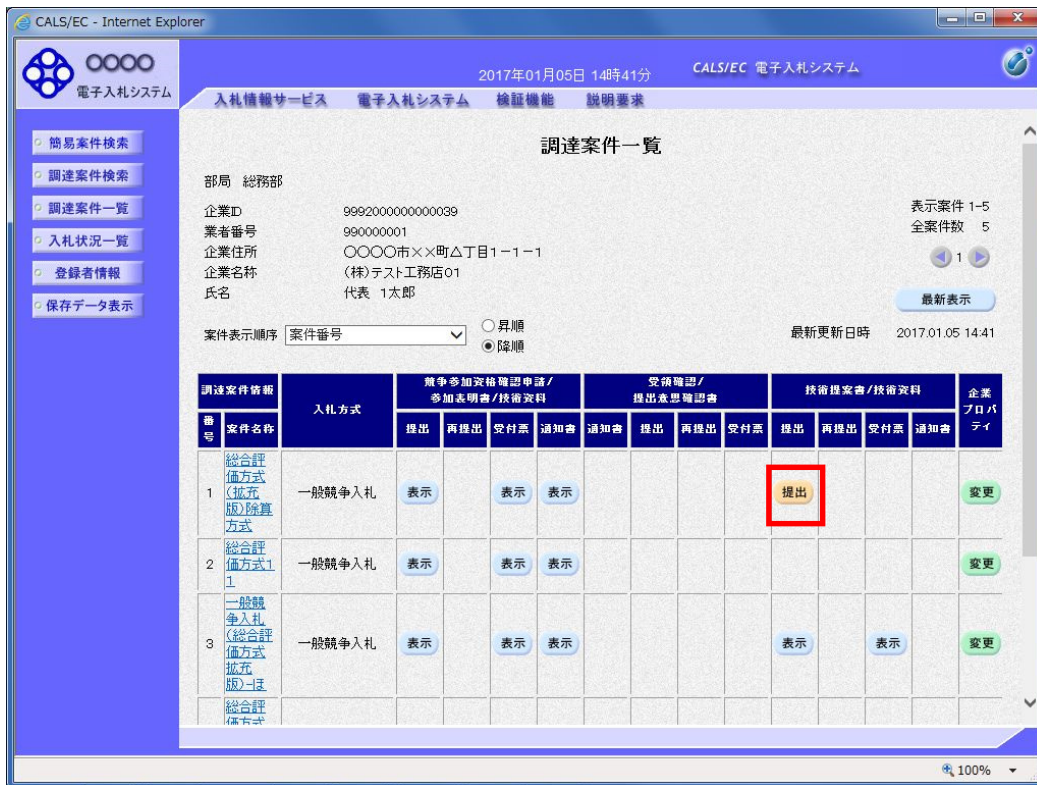 CALS/EC - Internet Explorer
〇〇〇〇
電子入札システム
2017年01月05日 14時41分
CALS/EC 電子入札システム
入札情報サービス 電子入札システム 検証機能 説明要求
簡易案件検索
調達案件検索
調達案件一覧
入札状況一覧
登録者情報
保存データ表示
調達案件一覧
部局 総務部
企業ID 9992000000000039
業者番号 990000001
企業住所 〇〇〇〇市××町△丁目1-1-1
企業名称 (株)テスト工務店01
氏名 代表 1太郎
表示案件 1-5
全案件数 5
1
最新表示
案件表示順序 案件番号
昇順
降順
最新更新日時 2017.01.05 14:41
調達案件情報
入札方式
競争参加資格確認申請/
参加表明書/技術資料
受領確認/
提出意思確認書
技術提案書/技術資料
企業
プロパ
ティ
番
号
案件名称
提出 再提出 受付票 通知書 通知書 提出 再提出 受付票 提出 再提出 受付票 通知書
1
総合評
価方式
(拡充
版)除算
方式
一般競争入札 表示 表示 表示 提出 変更
2
総合評
価方式1
1
一般競争入札 表示 表示 表示 変更
3
一般競
争入札
(総合評
価方式
拡充
版)-ほ
一般競争入札 表示 表示 表示 表示 表示 変更
総合評
価方式
100%